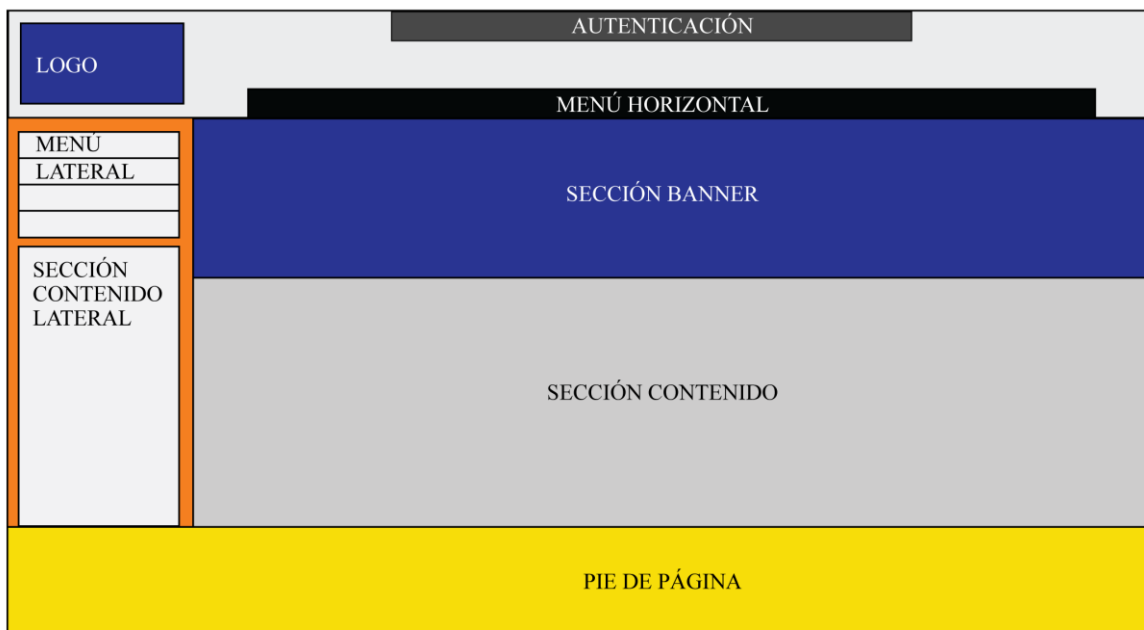 AUTENTICACIÓN
LOGO
MENÚ HORIZONTAL
MENÚ
LATERAL
SECCIÓN BANNER
SECCIÓN
CONTENIDO
LATERAL
SECCIÓN CONTENIDO
PIE DE PÁGINA